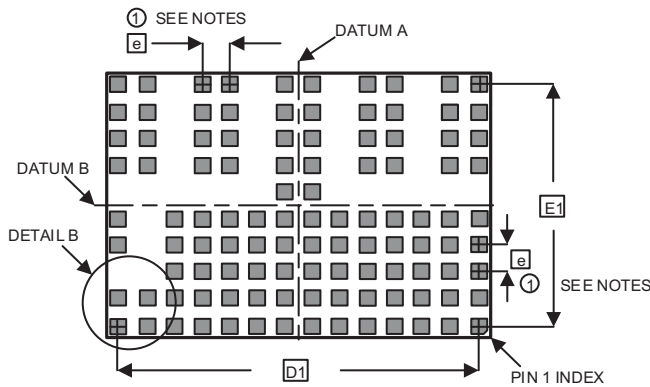 ① SEE NOTES
e
DATUM A
DATUM B
E1
DETAIL B
e
①
SEE NOTES
D1
PIN 1 INDEX